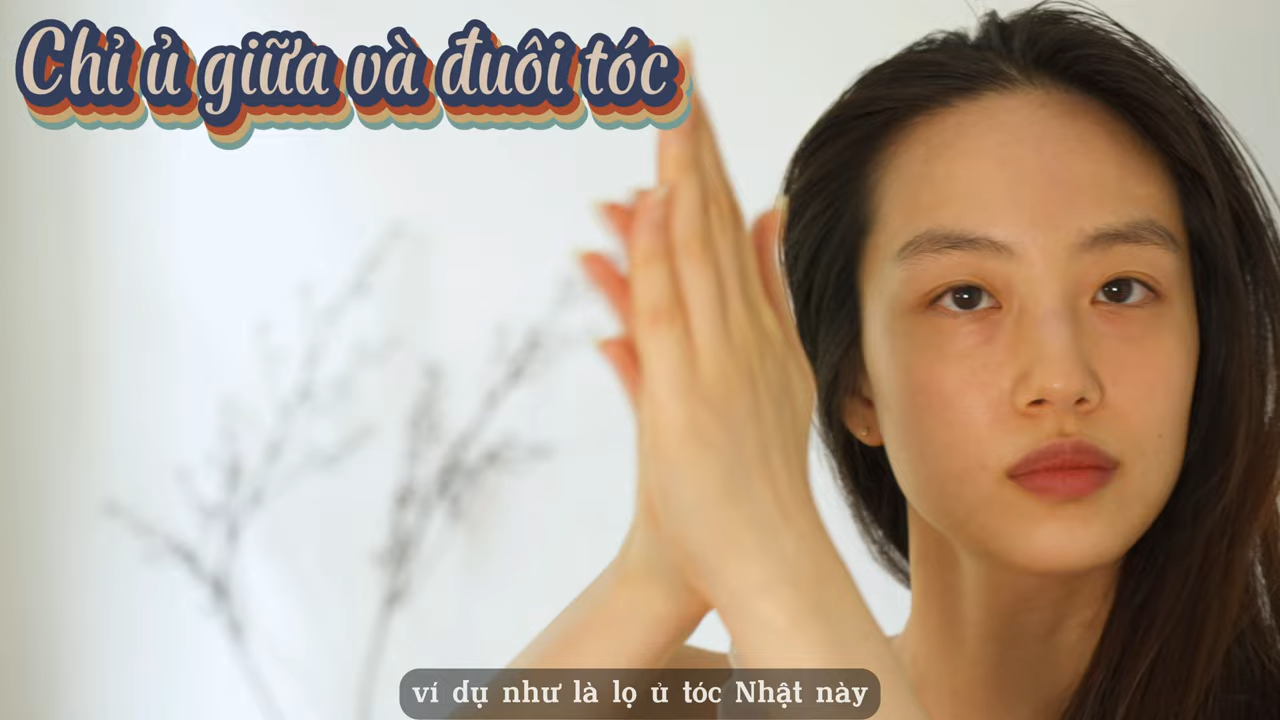 Chỉ ủ giữa và đuôi tóc
ví dụ như là lọ ủ tóc Nhật này